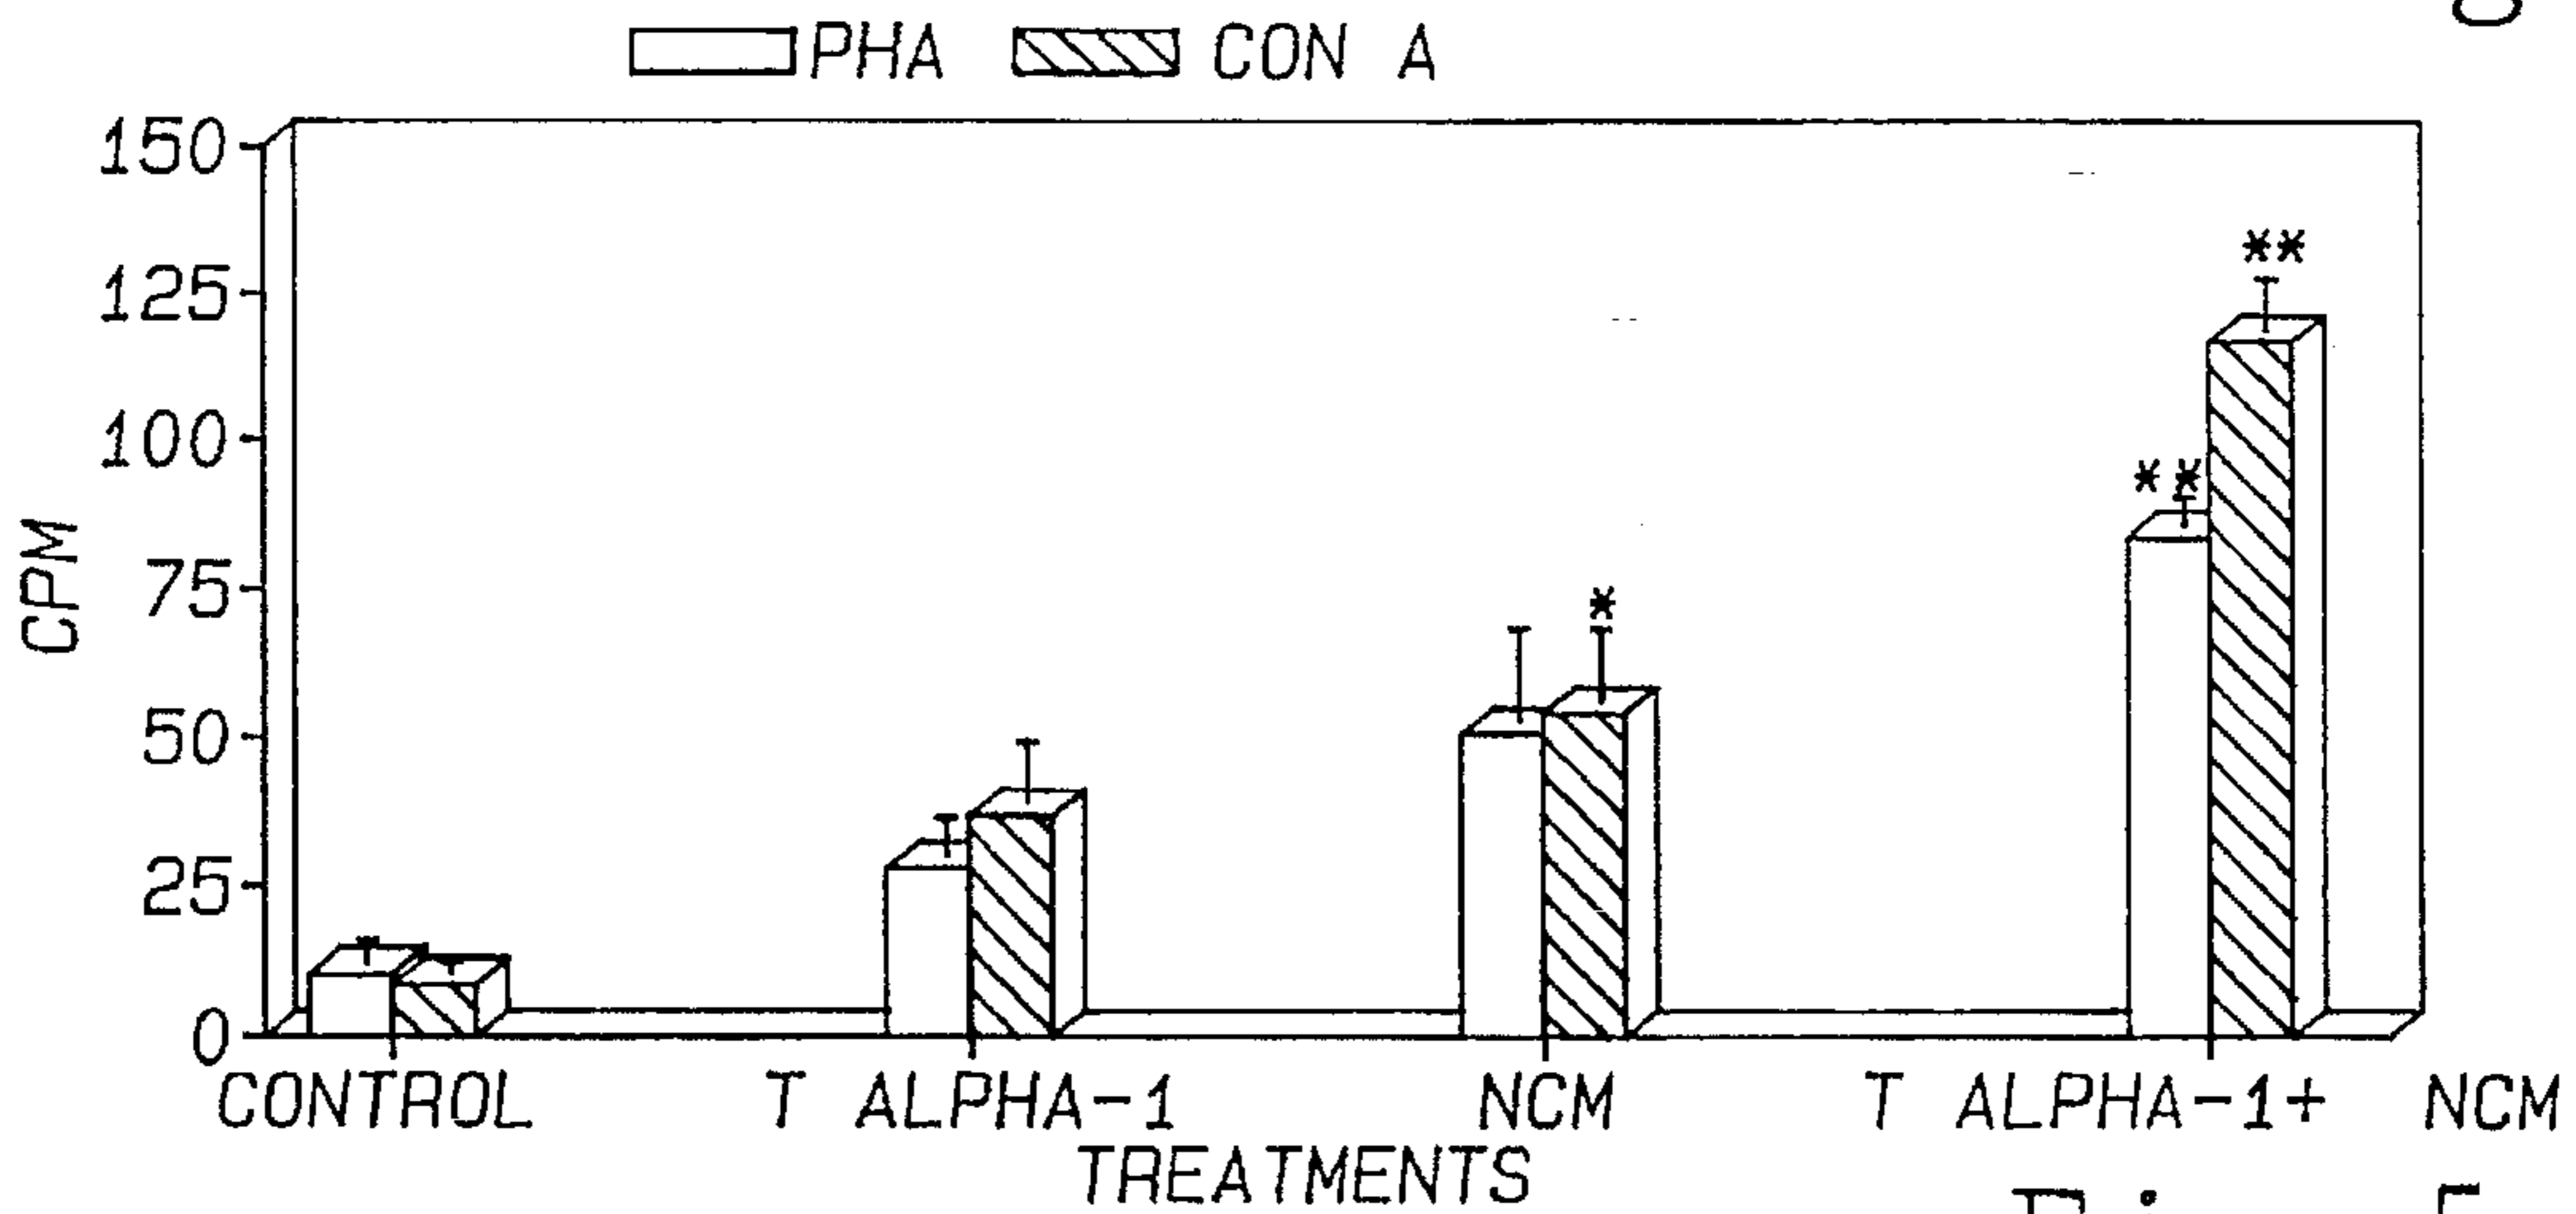 PHA CON A
150
125
100
75
50
25
0
CPM
*
**
**
CONTROL T ALPHA-1 NCM T ALPHA-1+ NCM
TREATMENTS